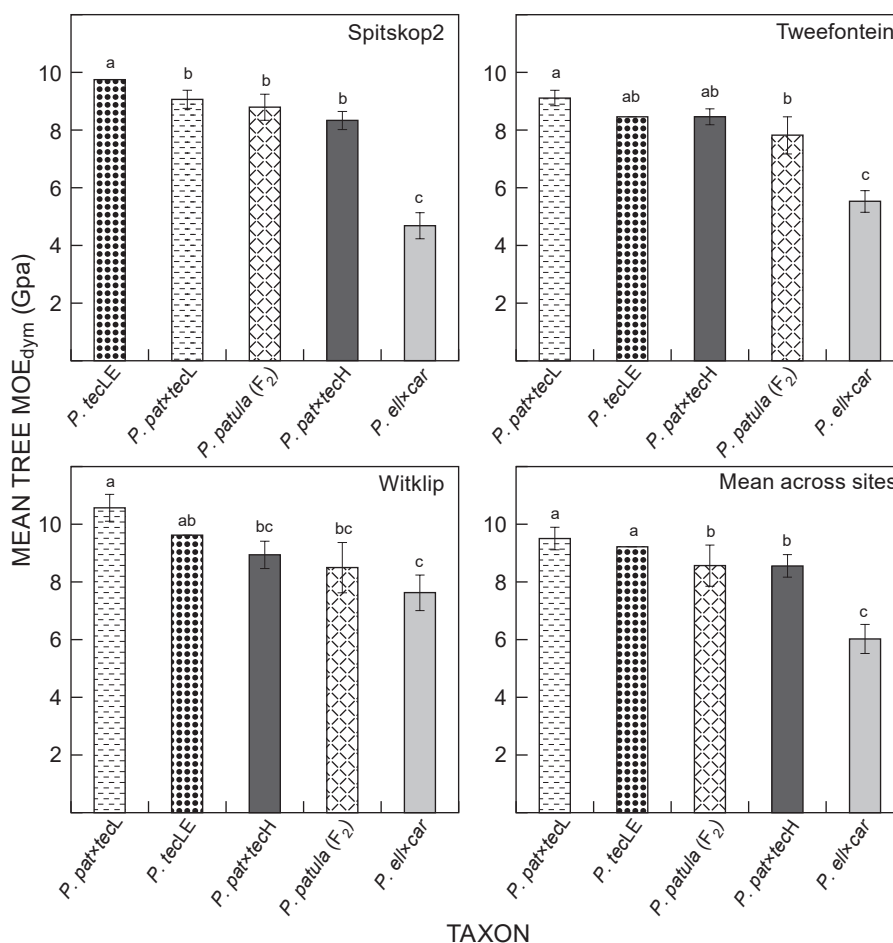 MEAN TREE MOEdym (Gpa)
Spitskop2
10
8
6
4
2
a
b
b
b
c
P. tecLE
P. pat×tecL
P. patula (F2)
P. pat×tecH
P. ell×car
Tweefontein
10
8
6
4
2
a
ab
ab
b
c
P. pat×tecL
P. tecLE
P. pat×tecH
P. patula (F2)
P. ell×car
Witklip
10
8
6
4
2
a
ab
bc
bc
c
P. pat×tecL
P. tecLE
P. pat×tecH
P. patula (F2)
P. ell×car
Mean across sites
10
8
6
4
2
a
a
b
b
c
P. pat×tecL
P. tecLE
P. patula (F2)
P. pat×tecH
P. ell×car
TAXON